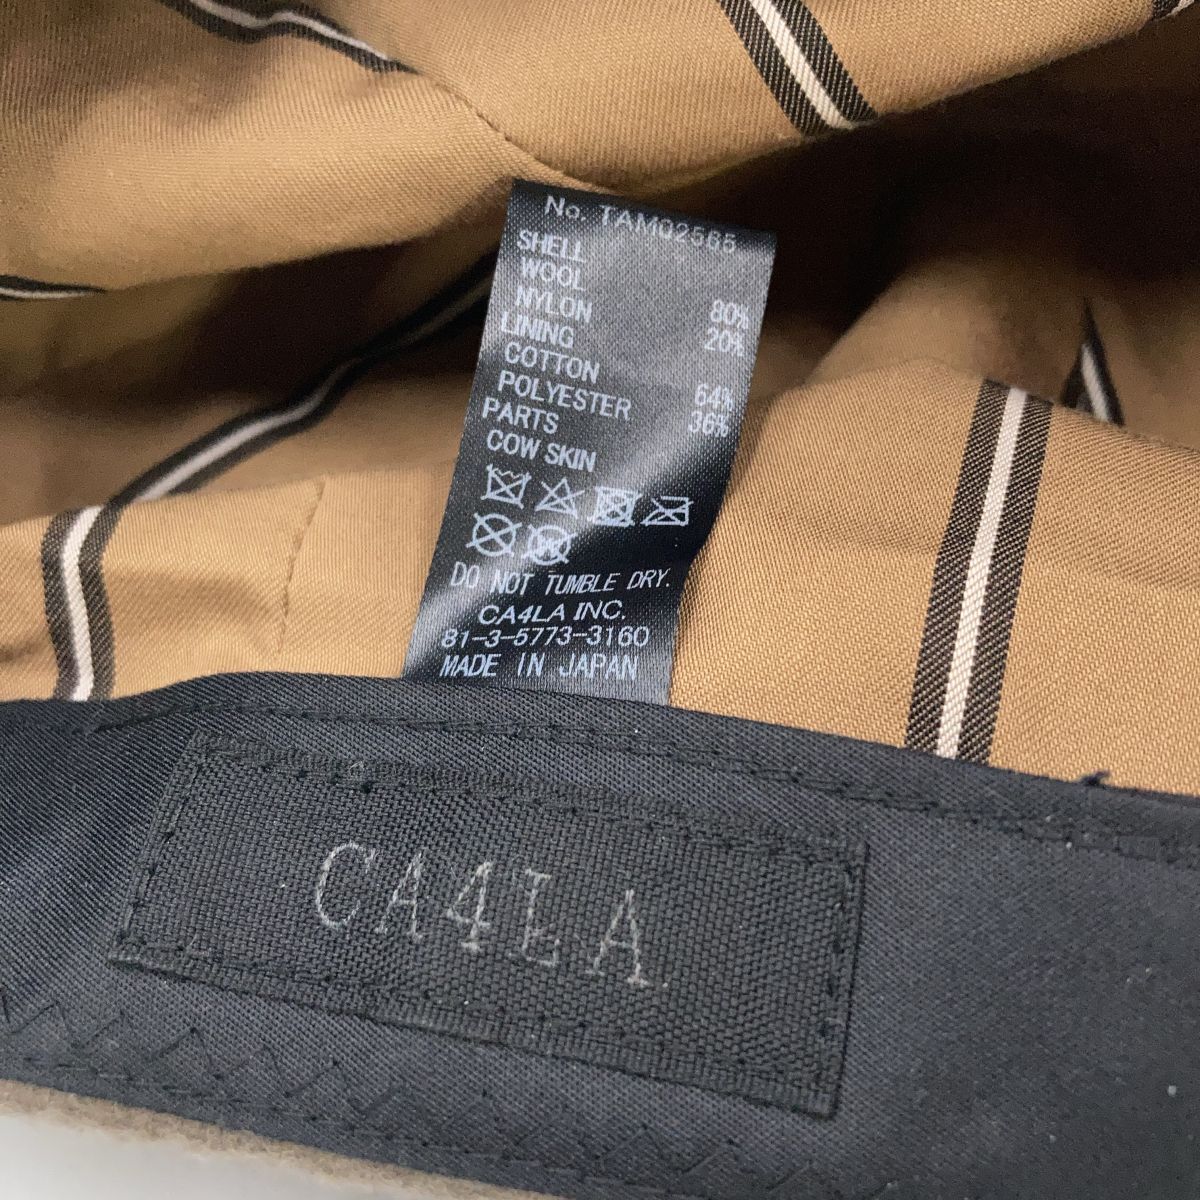 No. TAM02565
SHELL
WOOL 80%
NYLON 20%
LINING
COTTON 64%
POLYESTER 36%
PARTS
COW SKIN
DO NOT TUMBLE DRY.
CA4LA INC.
81-3-5773-3160
MADE IN JAPAN
CA4LA